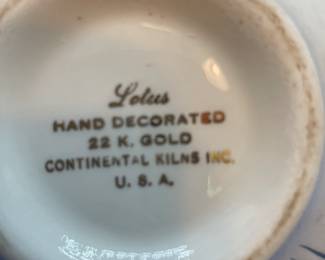 Lotus
HAND DECORATED
22 K. GOLD
CONTINENTAL KILNS INC.
U. S. A.